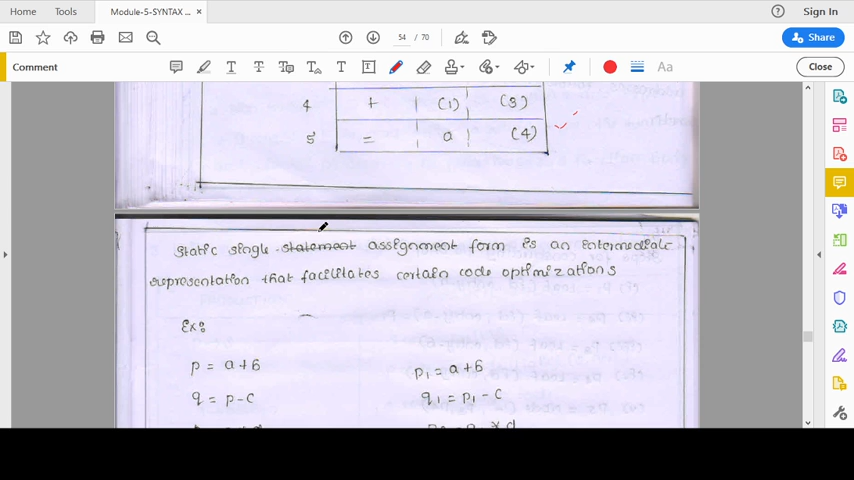 Home Tools Module-5-SYNTAX ... × Sign In
54 / 70 Share
Comment Aa Close
4 + (1) (3)
5 = a (4)
Static single statement assignment form is an intermediate
representation that facilitates certain code optimizations
Ex:
p = a+b p1 = a+b
q = p-c q1 = p1-c